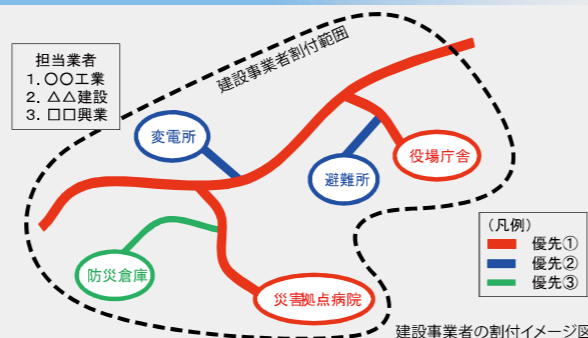 担当業者
1. 〇〇工業
2. △△建設
3. □□興業
建設事業者割付範囲
変電所
避難所
役場庁舎
防災倉庫
災害拠点病院
(凡例)
優先①
優先②
優先③
建設事業者の割付イメージ図